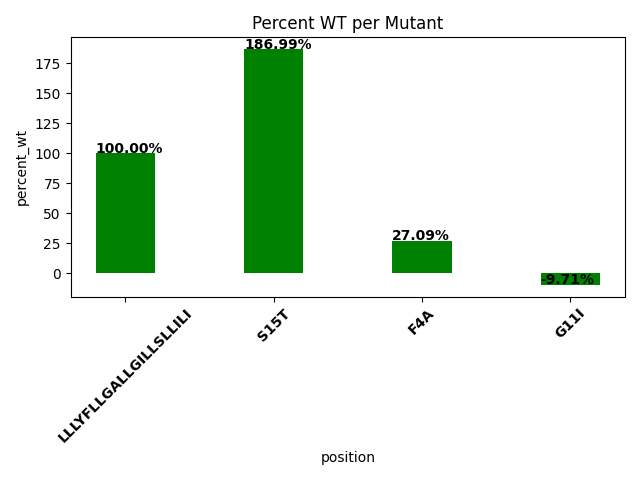 Percent WT per Mutant
percent_wt
175
150
125
100
75
50
25
0
100.00%
186.99%
27.09%
-9.71%
LLLYFLLGALLGILLSLLILI
S15T
F4A
G11I
position